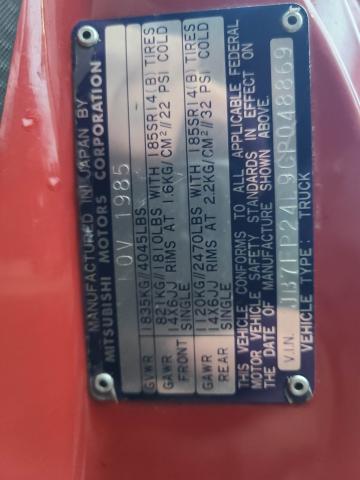 MANUFACTURED IN JAPAN BY
MITSUBISHI MOTORS CORPORATION
OV 1985
GVWR 1835KG//4045LBS
GAWR 821KG//1810LBS WITH 185SR14(B) TIRES
14X6JJ RIMS AT 1.6KG/CM²//22 PSI COLD
FRONT SINGLE
GAWR 1120KG//2470LBS WITH 185SR14(B) TIRES
14X6JJ RIMS AT 2.2KG/CM²//32 PSI COLD
REAR SINGLE
THIS VEHICLE CONFORMS TO ALL APPLICABLE FEDERAL
MOTOR VEHICLE SAFETY STANDARDS IN EFFECT ON
THE DATE OF MANUFACTURE SHOWN ABOVE.
V.I.N. JB7FP24L9GP048869
VEHICLE TYPE: TRUCK